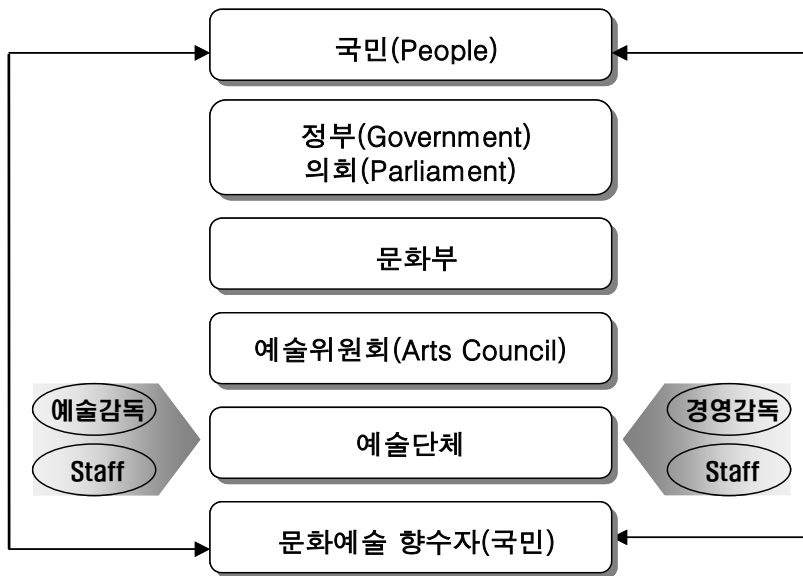 국민(People)
정부(Government)
의회(Parliament)
문화부
예술위원회(Arts Council)
예술감독
Staff
예술단체
경영감독
Staff
문화예술 향수자(국민)